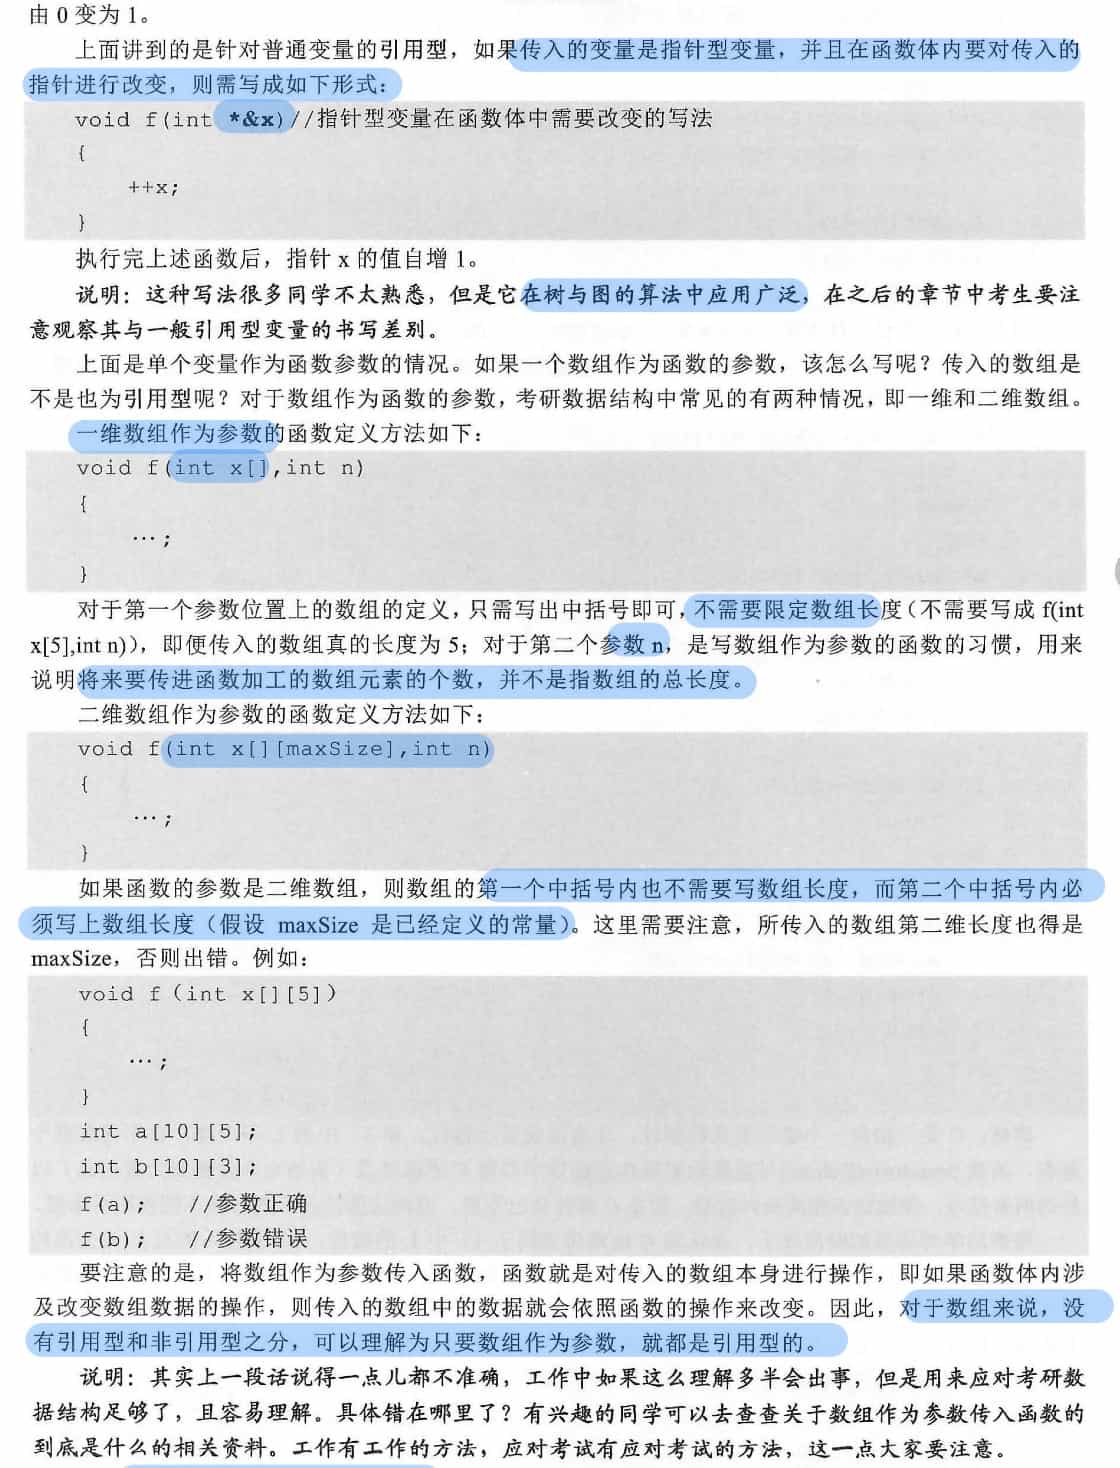 由 0 变为 1。
上面讲到的是针对普通变量的引用型，如果传入的变量是指针型变量，并且在函数体内要对传入的
指针进行改变，则需写成如下形式：
void f(int *&x)//指针型变量在函数体中需要改变的写法
{
++x;
}
执行完上述函数后，指针 x 的值自增 1。
说明：这种写法很多同学不太熟悉，但是它在树与图的算法中应用广泛，在之后的章节中考生要注
意观察其与一般引用型变量的书写差别。
上面是单个变量作为函数参数的情况。如果一个数组作为函数的参数，该怎么写呢？传入的数组是
不是也为引用型呢？对于数组作为函数的参数，考研数据结构中常见的有两种情况，即一维和二维数组。
一维数组作为参数的函数定义方法如下：
void f(int x[],int n)
{
…;
}
对于第一个参数位置上的数组的定义，只需写出中括号即可，不需要限定数组长度（不需要写成 f(int
x[5],int n)），即便传入的数组真的长度为 5；对于第二个参数 n，是写数组作为参数的函数的习惯，用来
说明将来要传进函数加工的数组元素的个数，并不是指数组的总长度。
二维数组作为参数的函数定义方法如下：
void f(int x[][maxSize],int n)
{
…;
}
如果函数的参数是二维数组，则数组的第一个中括号内也不需要写数组长度，而第二个中括号内必
须写上数组长度（假设 maxSize 是已经定义的常量）。这里需要注意，所传入的数组第二维长度也得是
maxSize，否则出错。例如：
void f（int x[][5]）
{
…;
}
int a[10][5];
int b[10][3];
f(a); //参数正确
f(b); //参数错误
要注意的是，将数组作为参数传入函数，函数就是对传入的数组本身进行操作，即如果函数体内涉
及改变数组数据的操作，则传入的数组中的数据就会依照函数的操作来改变。因此，对于数组来说，没
有引用型和非引用型之分，可以理解为只要数组作为参数，就都是引用型的。
说明：其实上一段话说得一点儿都不准确，工作中如果这么理解多半会出事，但是用来应对考研数
据结构足够了，且容易理解。具体错在哪里了？有兴趣的同学可以去查查关于数组作为参数传入函数的
到底是什么的相关资料。工作有工作的方法，应对考试有应对考试的方法，这一点大家要注意。